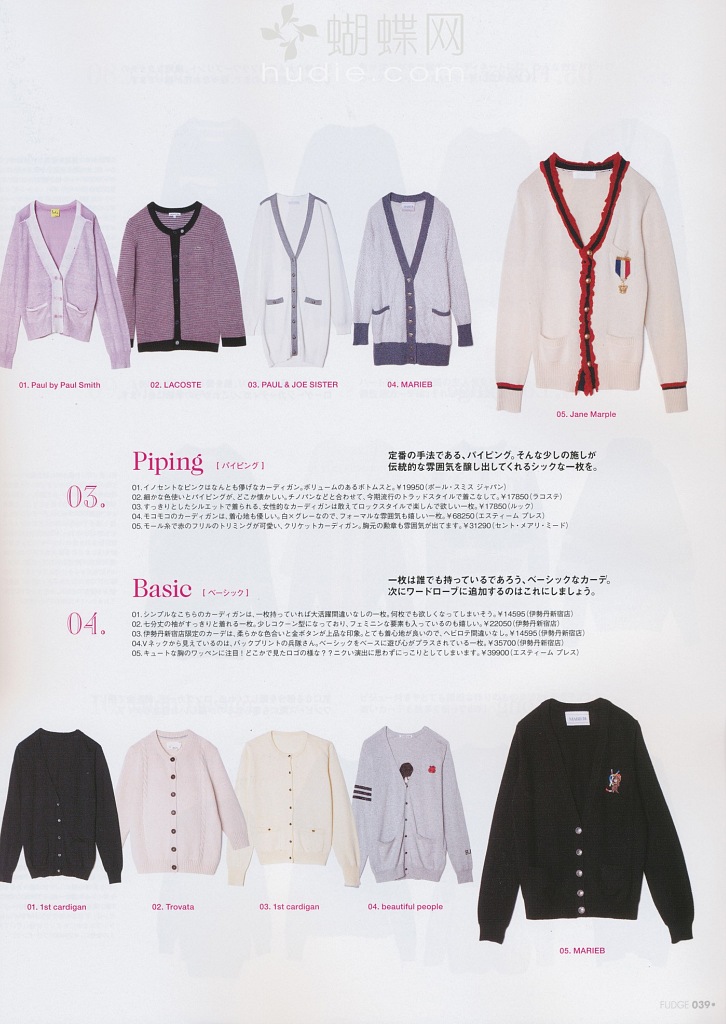 蝴蝶网
hudie.com
01. Paul by Paul Smith
02. LACOSTE
03. PAUL & JOE SISTER
04. MARIEB
05. Jane Marple
03.
Piping [パイピング]
定番の手法である、パイピング。そんな少しの施しが
伝統的な雰囲気を醸し出してくれるシックな一枚を。
01.イノセントなピンクはなんとも儚げなカーディガン。ボリュームのあるボトムスと。¥19950(ポール・スミス ジャパン)
02.細かな色使いとパイピングが、どこか懐かしい。チノパンなどと合わせて、今期流行のトラッドスタイルで着こなして。¥17850(ラコステ)
03.すっきりとしたシルエットで着られる、女性的なカーディガンは敢えてロックスタイルで楽しんで欲しい一枚。¥17850(ルック)
04.モコモコのカーディガンは、着心地も優しい。白×グレーなので、フォーマルな雰囲気も嬉しい一枚。¥68250(エスティーム プレス)
05.モール糸で赤のフリルのトリミングが可愛い、クリケットカーディガン。胸元の勲章も雰囲気が出てます。¥31290(セント・メアリ・ミード)
04.
Basic [ベーシック]
一枚は誰でも持っているであろう、ベーシックなカーデ。
次にワードローブに追加するのはこれにしましょう。
01.シンプルなこちらのカーディガンは、一枚持っていれば大活躍間違いなしの一枚。何枚でも欲しくなってしまいそう。¥14595(伊勢丹新宿店)
02.七分丈の袖がすっきりと着れる一枚。少しコクーン型になっており、フェミニンな要素も入っているのも嬉しい。¥22050(伊勢丹新宿店)
03.伊勢丹新宿店限定のカーデは、柔らかな色合いと金ボタンが上品な印象。とても着心地が良いので、ヘビロテ間違いなし。¥14595(伊勢丹新宿店)
04.Vネックから見えているのは、バックプリントの兵隊さん。ベーシックをベースに遊び心がプラスされている一枚。¥35700(伊勢丹新宿店)
05.キュートな胸のワッペンに注目!どこかで見たロゴの様な??ニクい演出に思わずにっこりとしてしまいます。¥39900(エスティーム プレス)
01. 1st cardigan
02. Trovata
03. 1st cardigan
04. beautiful people
05. MARIEB
FUDGE 039